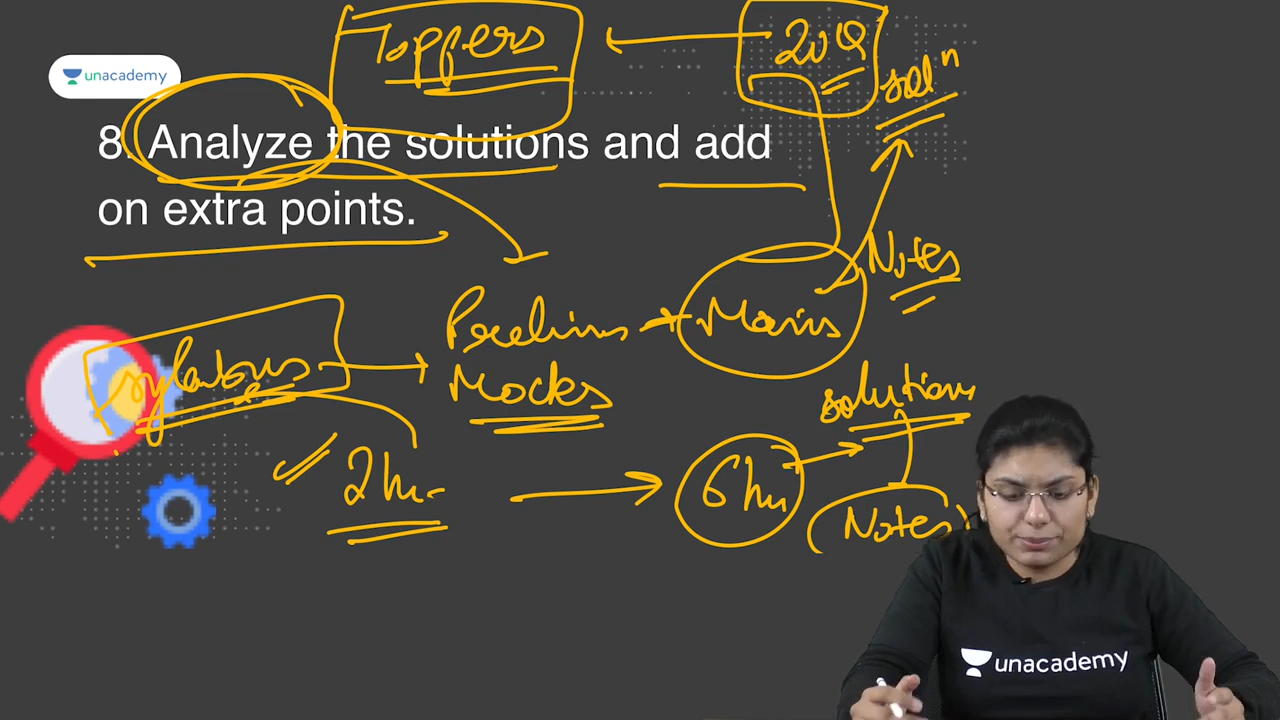 Toppers
20Q
unacademy
solⁿ
8. Analyze the solutions and add
on extra points.
Notes
Prelims
Mains
syllabus
Mocks
solutions
2hr
6hr
Notes
unacademy